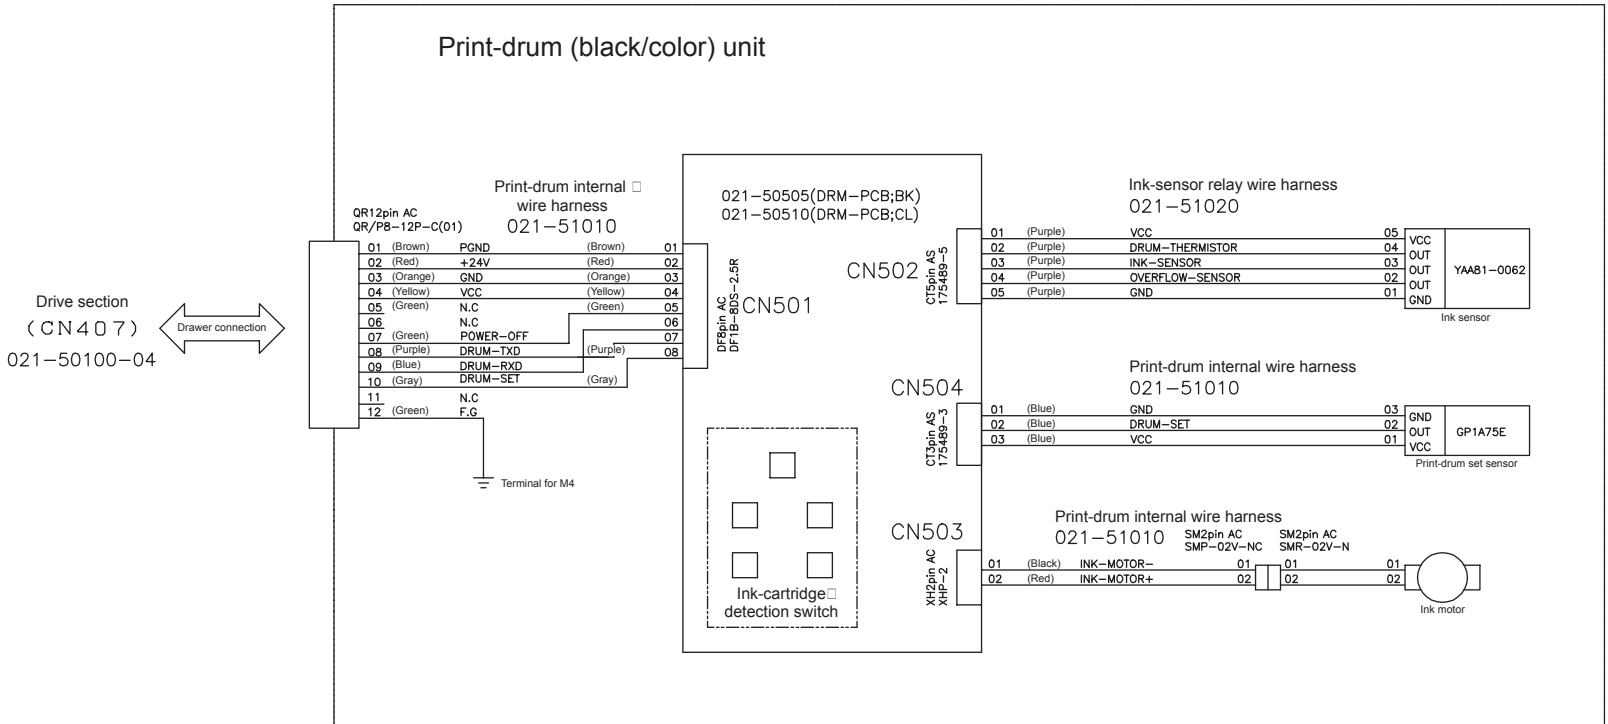 Print-drum (black/color) unit
Drive section
(CN407)
021-50100-04
Drawer connection
QR12pin AC
QR/P8-12P-C(01)
Print-drum internal □
wire harness
021-51010
01 (Brown) PGND (Brown) 01
02 (Red) +24V (Red) 02
03 (Orange) GND (Orange) 03
04 (Yellow) VCC (Yellow) 04
05 (Green) N.C (Green) 05
06 N.C 06
07 (Green) POWER-OFF 07
08 (Purple) DRUM-TXD (Purple) 08
09 (Blue) DRUM-RXD
10 (Gray) DRUM-SET (Gray)
11 N.C
12 (Green) F.G
Terminal for M4
DF8pin AC
DF1B-8DS-2.5R
CN501
021-50505(DRM-PCB;BK)
021-50510(DRM-PCB;CL)
Ink-cartridge□
detection switch
CN502
CT5pin AS
175489-5
Ink-sensor relay wire harness
021-51020
01 (Purple) VCC 05 VCC
02 (Purple) DRUM-THERMISTOR 04 OUT
03 (Purple) INK-SENSOR 03 OUT
04 (Purple) OVERFLOW-SENSOR 02 OUT
05 (Purple) GND 01 GND
YAA81-0062
Ink sensor
CN504
CT3pin AS
175489-3
Print-drum internal wire harness
021-51010
01 (Blue) GND 03 GND
02 (Blue) DRUM-SET 02 OUT
03 (Blue) VCC 01 VCC
GP1A75E
Print-drum set sensor
CN503
XH2pin AC
XHP-2
Print-drum internal wire harness
021-51010
SM2pin AC
SMP-02V-NC
SM2pin AC
SMR-02V-N
01 (Black) INK-MOTOR- 01 01 01
02 (Red) INK-MOTOR+ 02 02 02
Ink motor